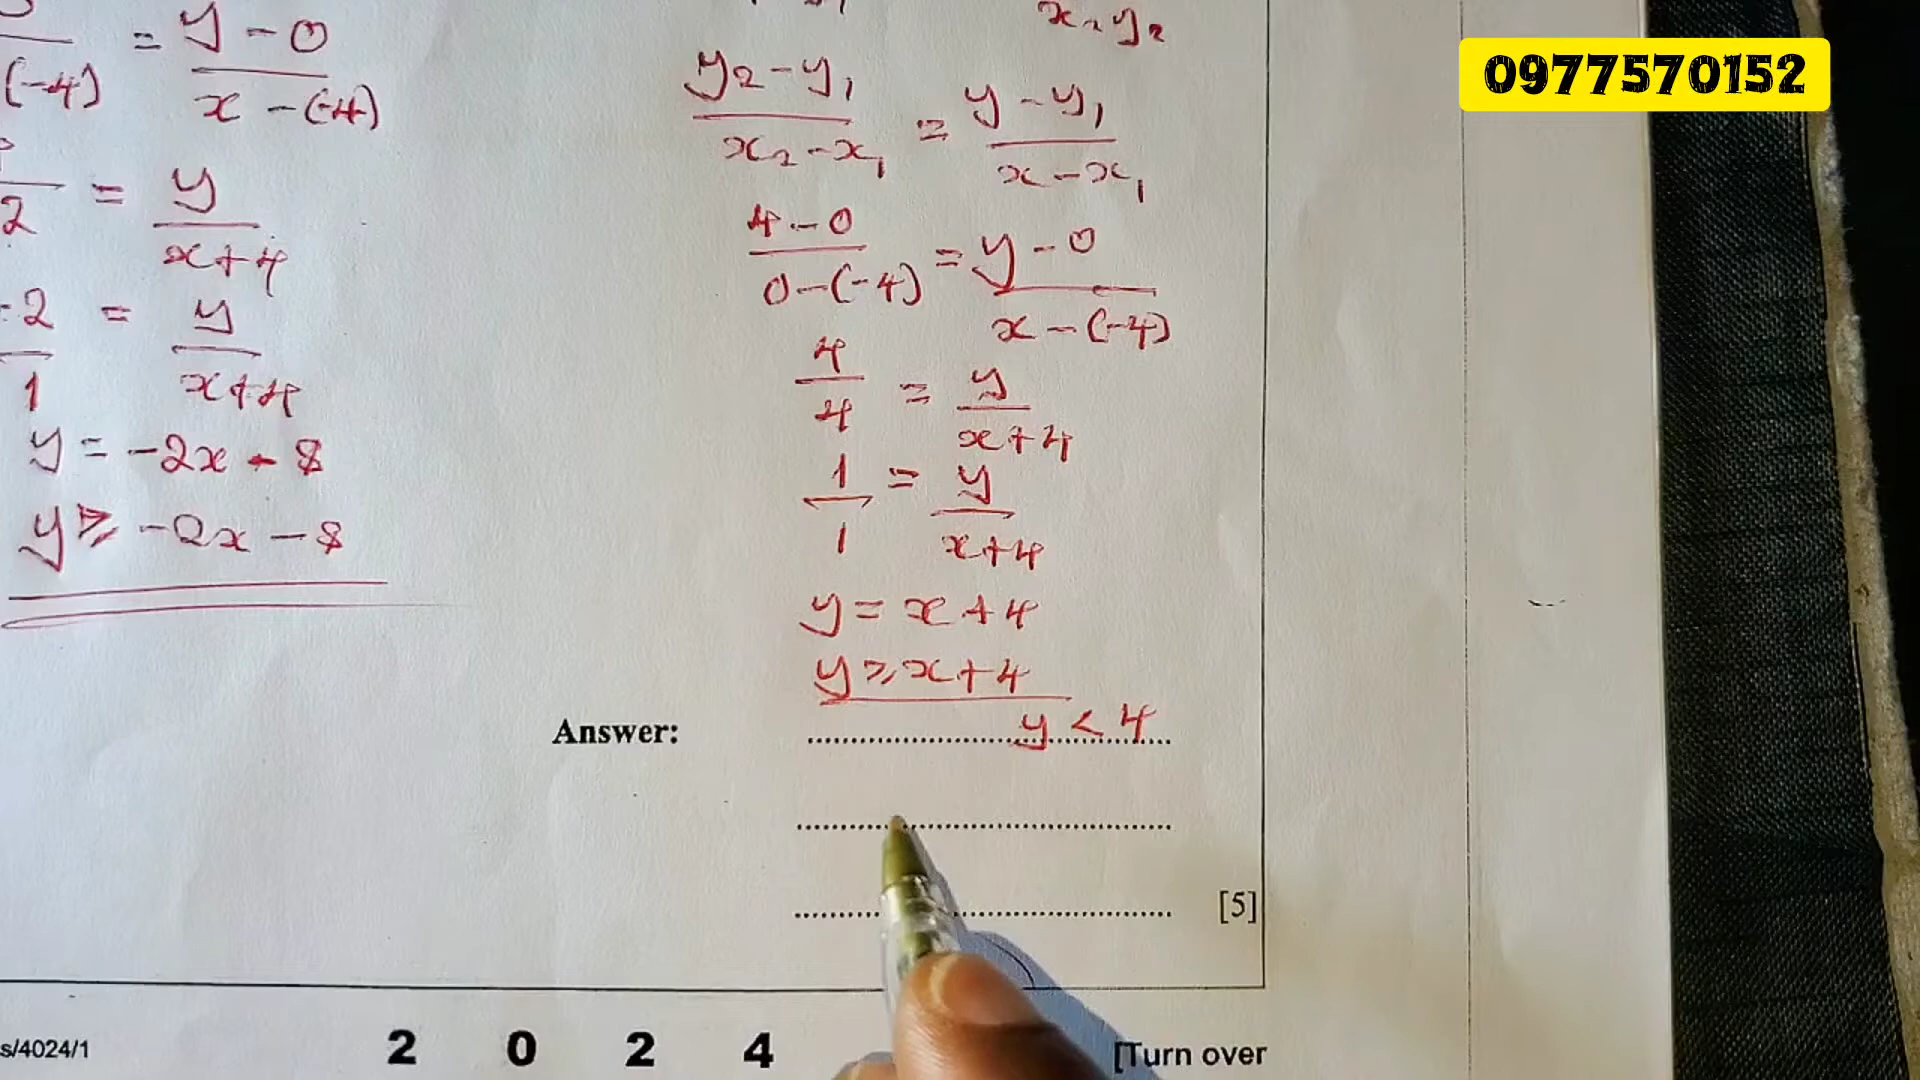 0977570152
x₂ y₂
= y - 0
(-4) x - (-4)
2 = y
x+4
-2 = y
1 x+4
y = -2x - 8
y ≥ -2x - 8
y₂ - y₁ = y - y₁
x₂ - x₁ x - x₁
4 - 0 = y - 0
0 - (-4) x - (-4)
4 = y
4 x+4
1 = y
1 x+4
y = x + 4
y ≥ x + 4
Answer: y < 4
[5]
s/4024/1 2 0 2 4 [Turn over